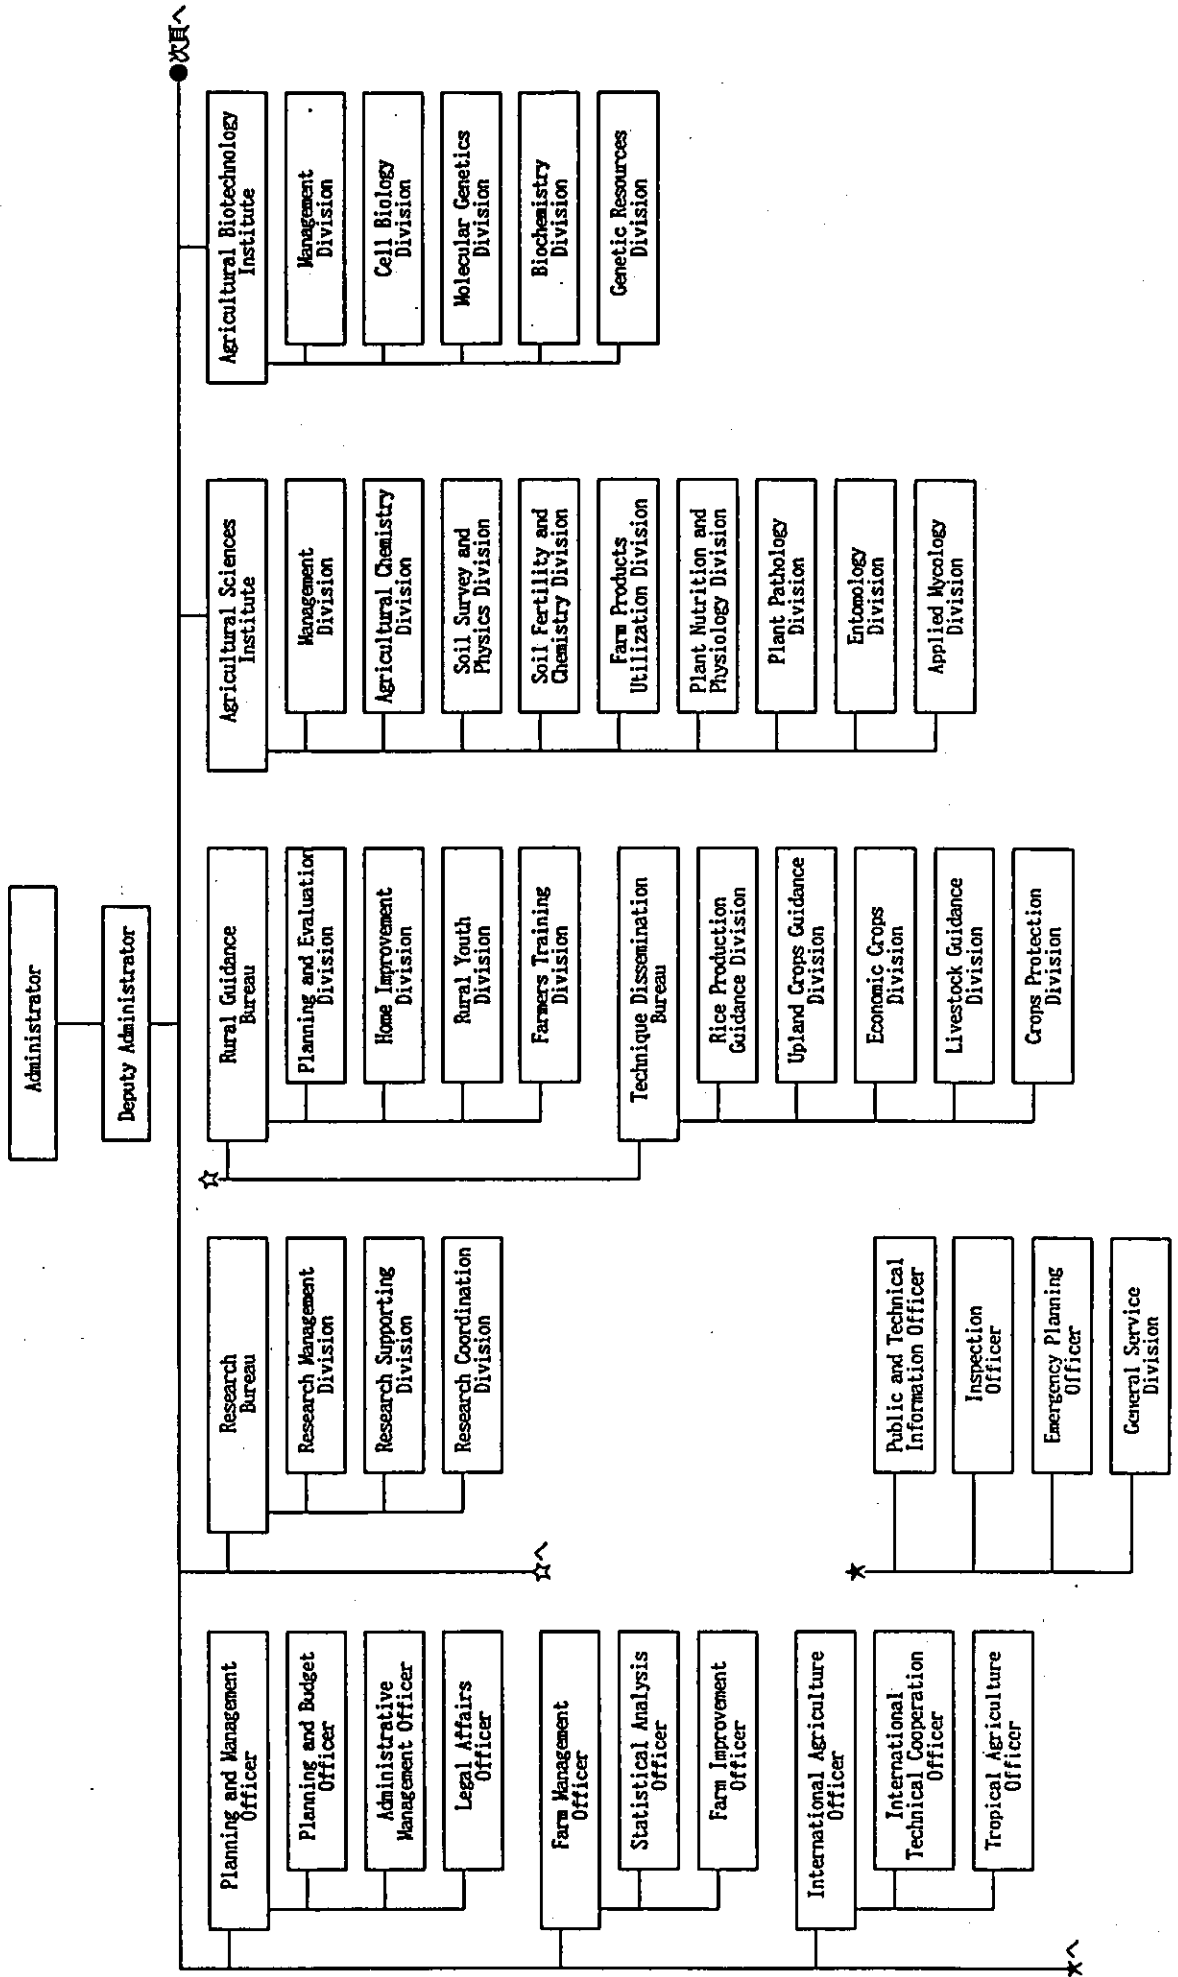 Administrator
Deputy Administrator
●次頁へ
Planning and Management
Officer
Planning and Budget
Officer
Administrative
Management Officer
Legal Affairs
Officer
Farm Management
Officer
Statistical Analysis
Officer
Farm Improvement
Officer
International Agriculture
Officer
International
Technical Cooperation
Officer
Tropical Agriculture
Officer
★へ
Research
Bureau
Research Management
Division
Research Supporting
Division
Research Coordination
Division
☆へ
★
Public and Technical
Information Officer
Inspection
Officer
Emergency Planning
Officer
General Service
Division
☆
Rural Guidance
Bureau
Planning and Evaluation
Division
Home Improvement
Division
Rural Youth
Division
Farmers Training
Division
Technique Dissemination
Bureau
Rice Production
Guidance Division
Upland Crops Guidance
Division
Economic Crops
Division
Livestock Guidance
Division
Crops Protection
Division
Agricultural Sciences
Institute
Management
Division
Agricultural Chemistry
Division
Soil Survey and
Physics Division
Soil Fertility and
Chemistry Division
Farm Products
Utilization Division
Plant Nutrition and
Physiology Division
Plant Pathology
Division
Entomology
Division
Applied Mycology
Division
Agricultural Biotechnology
Institute
Management
Division
Cell Biology
Division
Molecular Genetics
Division
Biochemistry
Division
Genetic Resources
Division